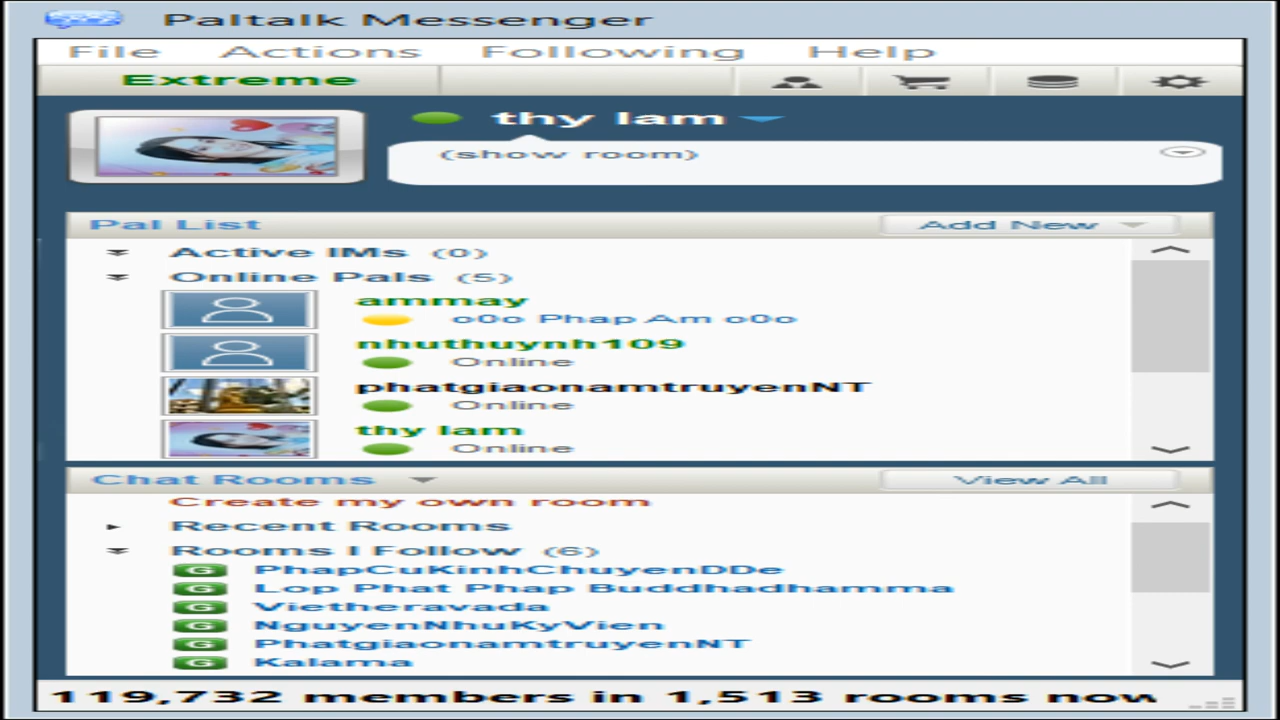 Paltalk Messenger
File Actions Following Help
Extreme
thy lam
(show room)
Pal List Add New
Active IMs (0)
Online Pals (5)
ammay
o0o Phap Am o0o
nhuthuynh109
Online
phatgiaonamtruyenNT
Online
thy lam
Online
Chat Rooms View All
Create my own room
Recent Rooms
Rooms I Follow (6)
G PhapCuKinhChuyenDDe
G Lop Phat Phap Buddhadhamma
G Vietheravada
G NguyenNhuKyVien
G PhatgiaonamtruyenNT
G Kalama
119,732 members in 1,513 rooms now